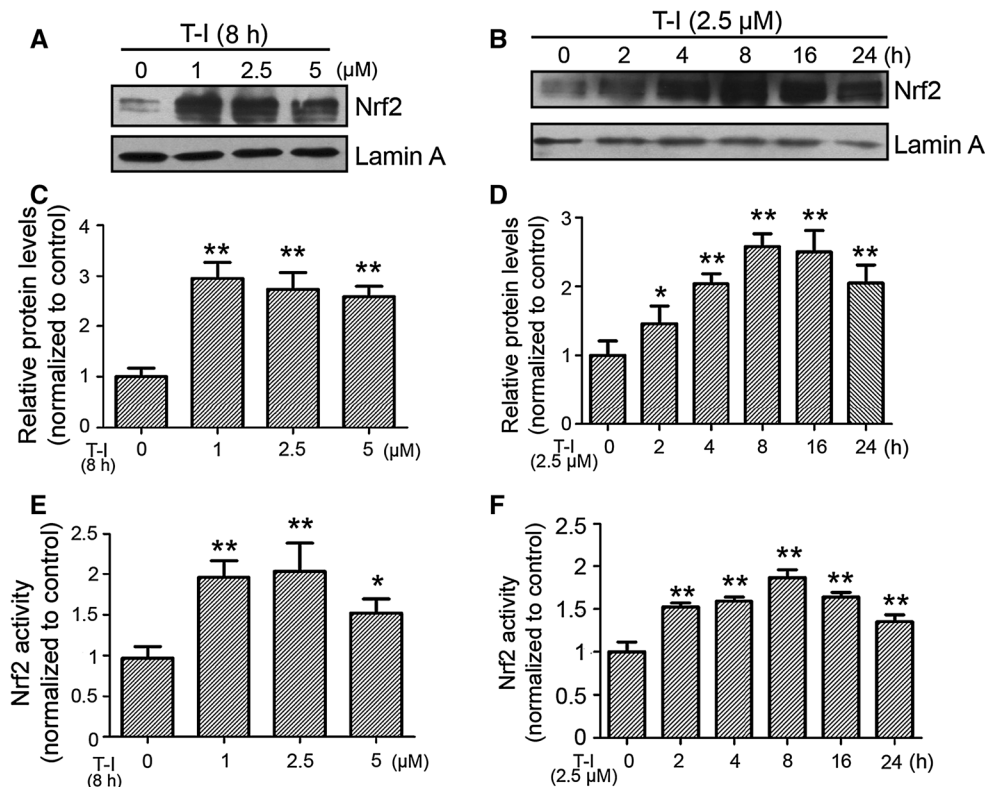 A
T-I (8 h)
0 1 2.5 5 (μM)
Nrf2
Lamin A
B
T-I (2.5 μM)
0 2 4 8 16 24 (h)
Nrf2
Lamin A
C
Relative protein levels
(normalized to control)
4
3
2
1
0
** ** **
T-I
(8 h)
0 1 2.5 5 (μM)
D
Relative protein levels
(normalized to control)
3
2
1
0
* ** ** ** **
T-I
(2.5 μM)
0 2 4 8 16 24 (h)
E
Nrf2 activity
(normalized to control)
2.5
2
1.5
1
0.5
0
** ** *
T-I
(8 h)
0 1 2.5 5 (μM)
F
Nrf2 activity
(normalized to control)
2.5
2
1.5
1
0.5
0
** ** ** ** **
T-I
(2.5 μM)
0 2 4 8 16 24 (h)